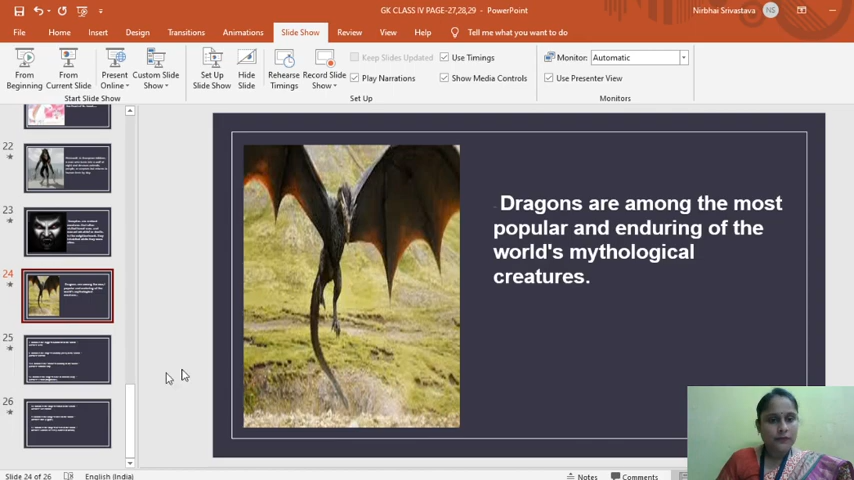 GK CLASS IV PAGE-27,28,29 - PowerPoint
Nirbhai Srivastava NS
File Home Insert Design Transitions Animations Slide Show Review View Help Tell me what you want to do
From Beginning
From Current Slide
Present Online
Custom Slide Show
Set Up Slide Show
Hide Slide
Rehearse Timings
Record Slide Show
Keep Slides Updated
Use Timings
Play Narrations
Show Media Controls
Monitor: Automatic
Use Presenter View
Start Slide Show
Set Up
Monitors
22
23
24
25
26
Dragons are among the most
popular and enduring of the
world's mythological
creatures.
Slide 24 of 26 English (India) Notes Comments